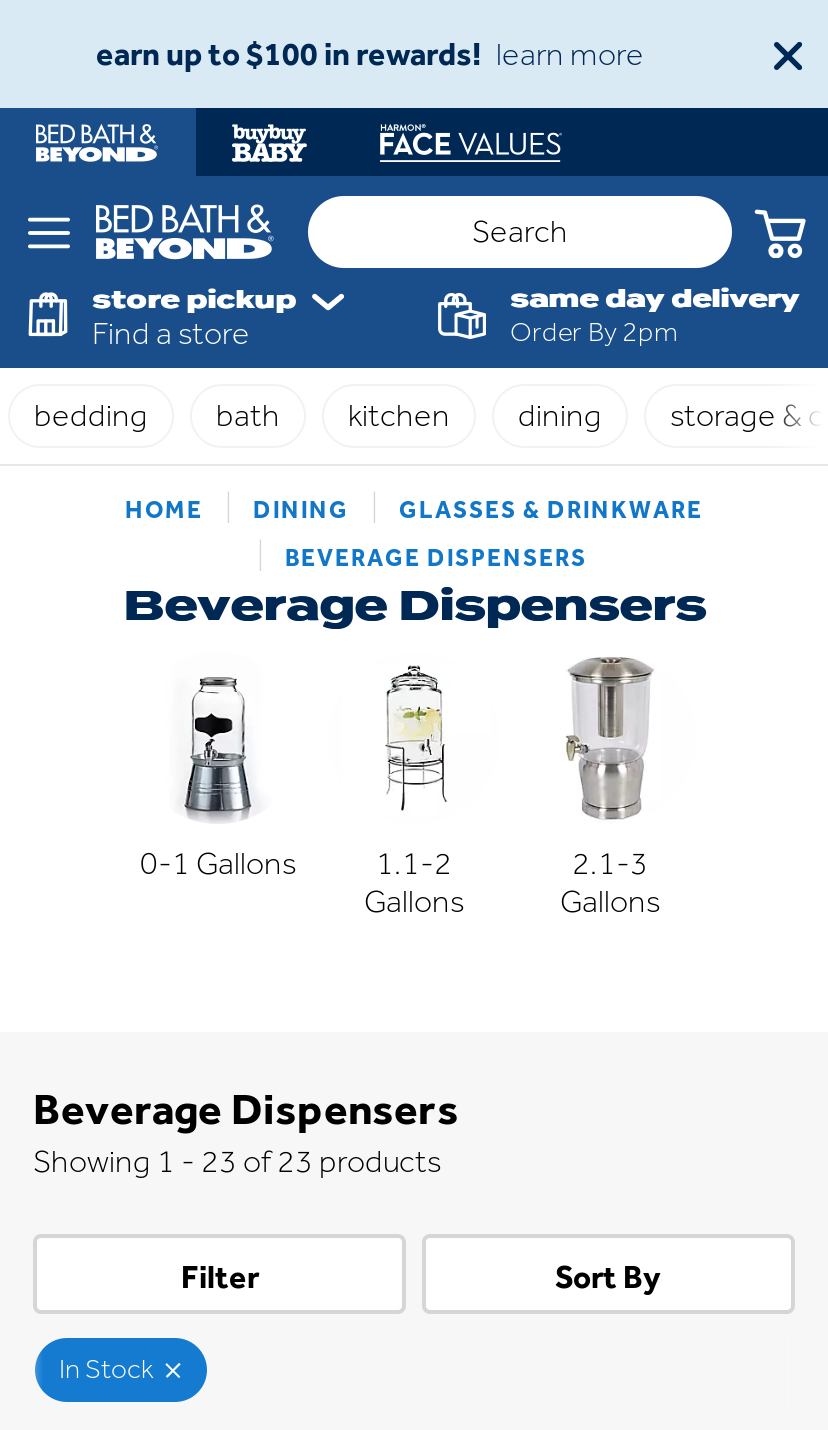 earn up to $100 in rewards! learn more
BED BATH & BEYOND® buybuy BABY HARMON® FACE VALUES
BED BATH & BEYOND® Search
store pickup same day delivery
Find a store Order By 2pm
bedding bath kitchen dining storage &
HOME DINING GLASSES & DRINKWARE
BEVERAGE DISPENSERS
Beverage Dispensers
0-1 Gallons 1.1-2 Gallons 2.1-3 Gallons
Beverage Dispensers
Showing 1 - 23 of 23 products
Filter Sort By
In Stock